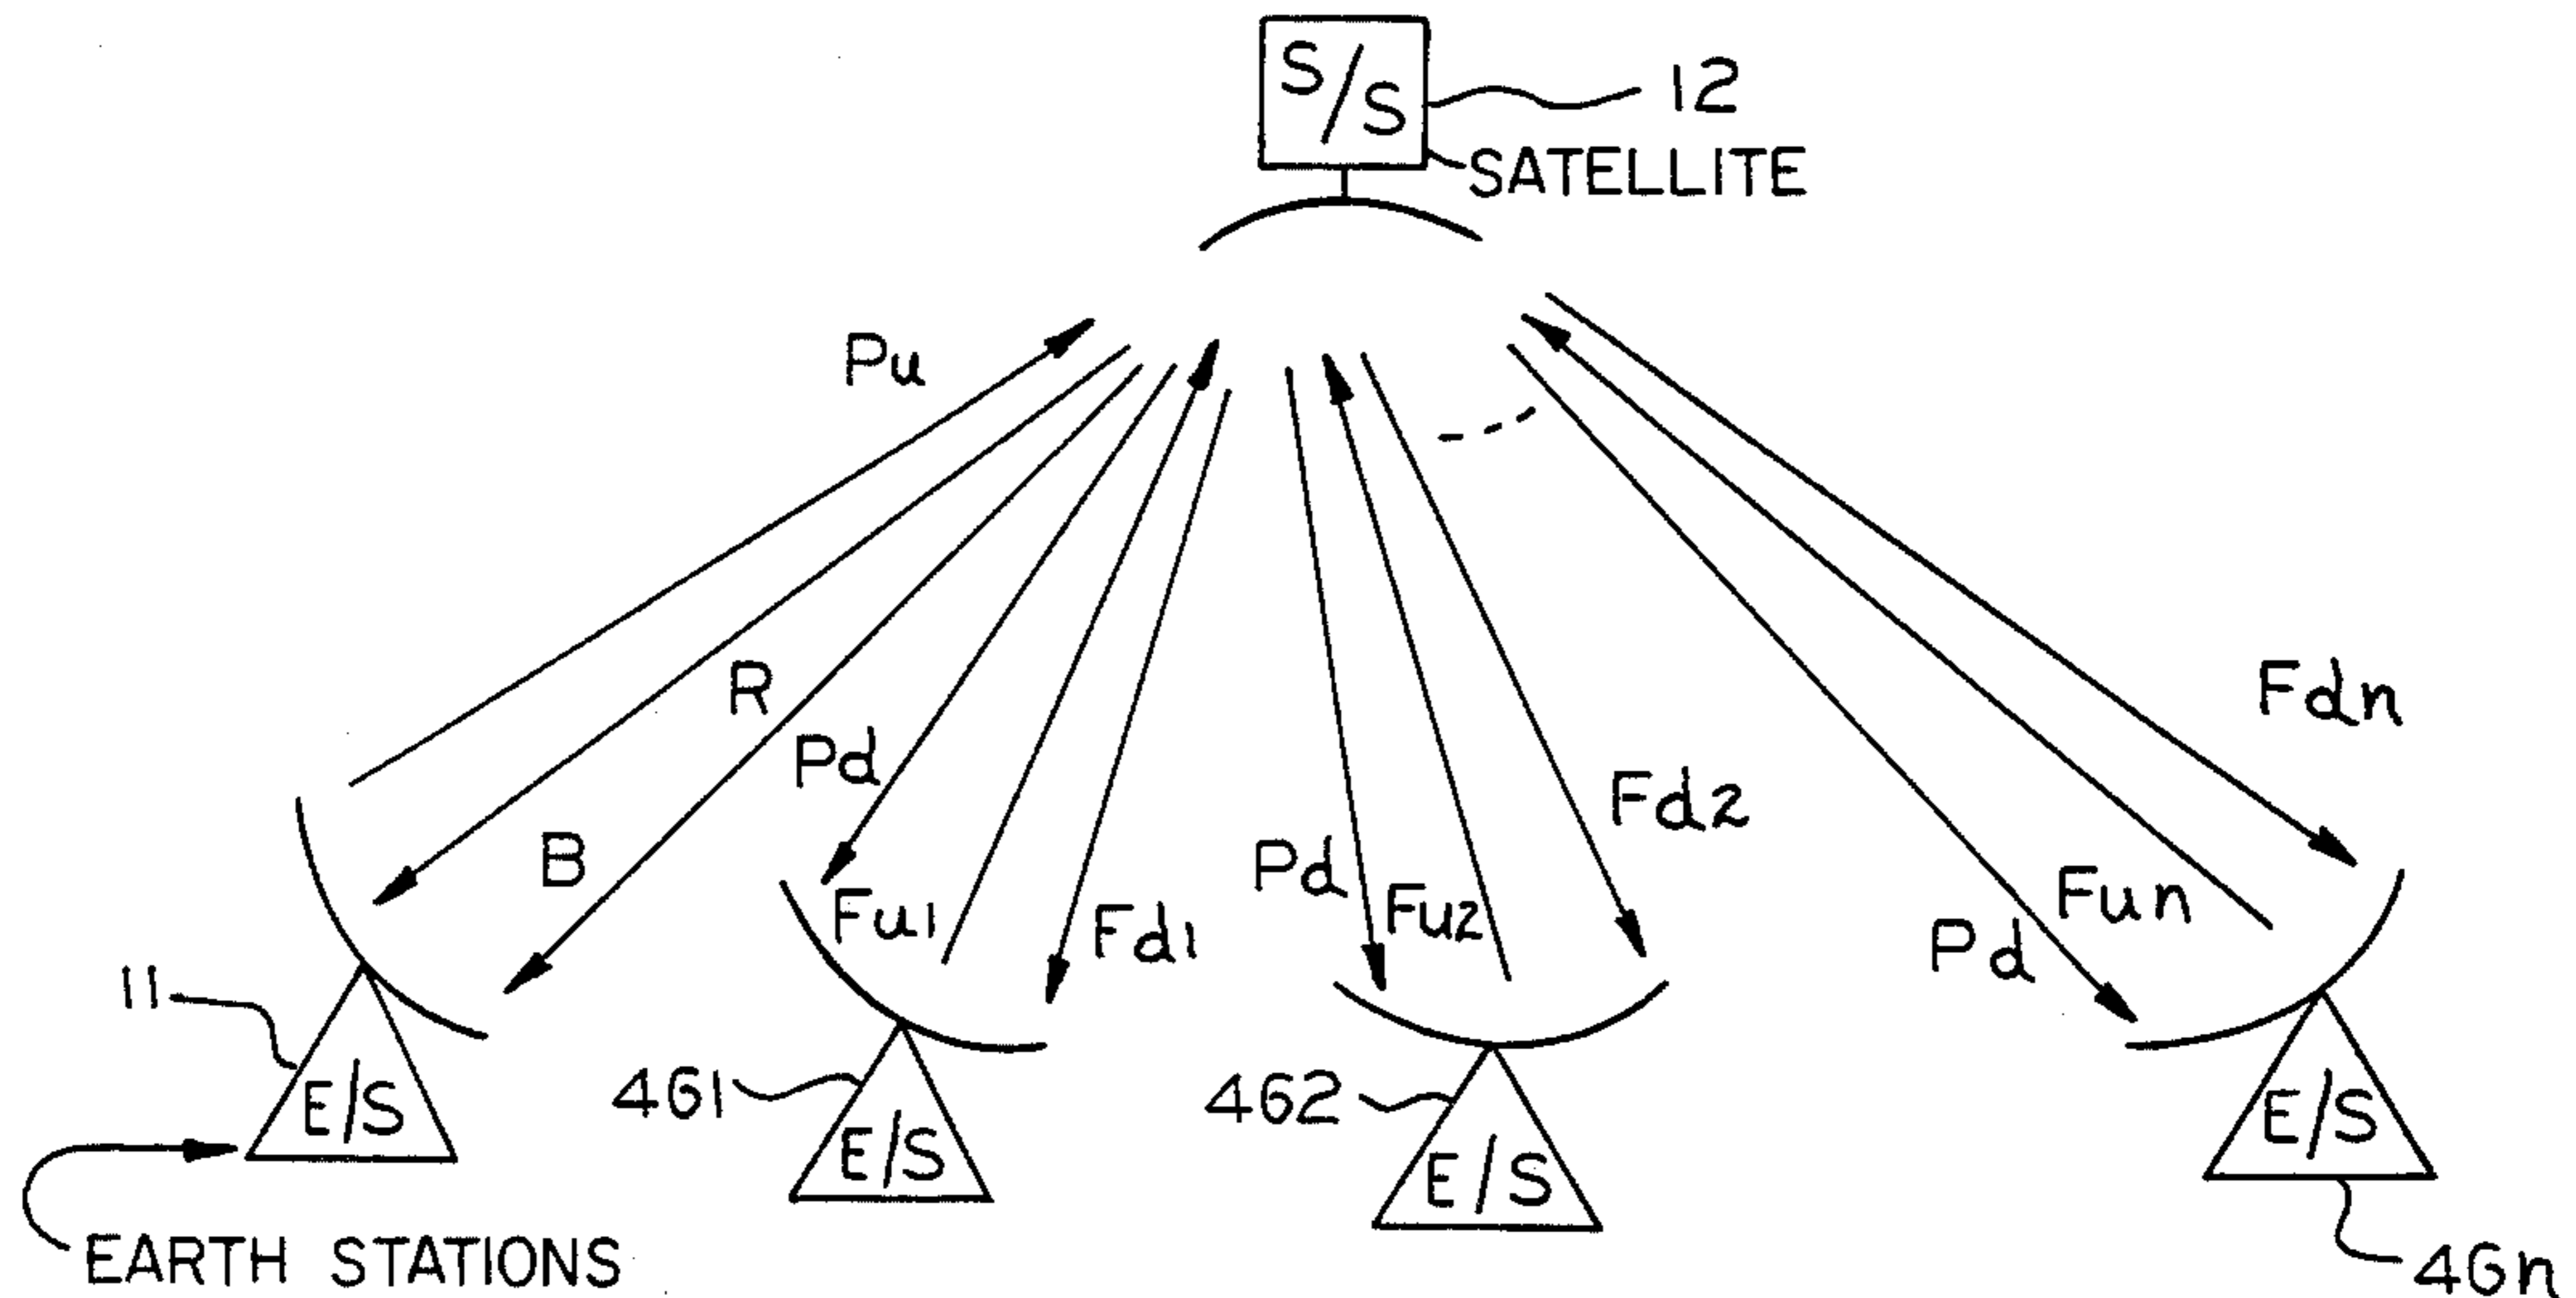 S/S
12
SATELLITE
Pu
R
Pd
B
Fu1
Fd1
Pd
Fu2
Fd2
Pd
Fun
Fdn
11
E/S
461
E/S
462
E/S
E/S
46n
EARTH STATIONS